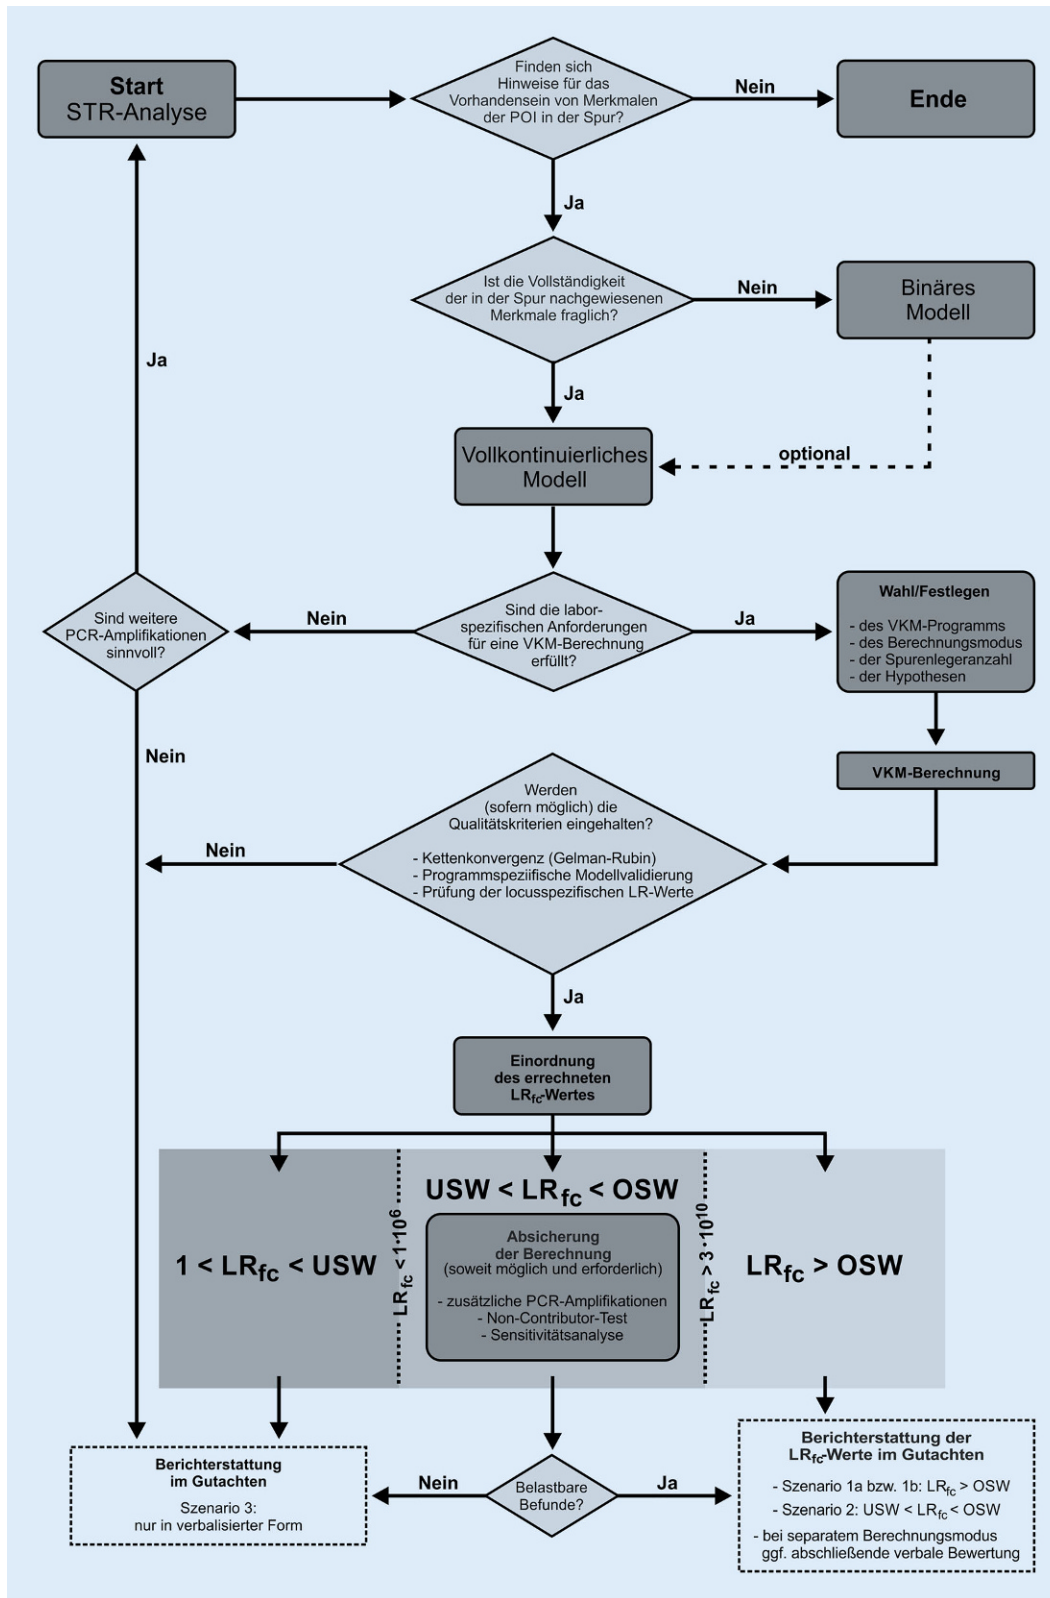 Start
STR-Analyse
Finden sich
Hinweise für das
Vorhandensein von Merkmalen
der POI in der Spur?
Nein
Ende
Ja
Ist die Vollständigkeit
der in der Spur nachgewiesenen
Merkmale fraglich?
Nein
Binäres
Modell
Ja
Ja
optional
Vollkontinuierliches
Modell
Sind weitere
PCR-Amplifikationen
sinnvoll?
Nein
Sind die labor-
spezifischen Anforderungen
für eine VKM-Berechnung
erfüllt?
Ja
Wahl/Festlegen
- des VKM-Programms
- des Berechnungsmodus
- der Spurenlegeranzahl
- der Hypothesen
Nein
VKM-Berechnung
Werden
(sofern möglich) die
Qualitätskriterien eingehalten?
- Kettenkonvergenz (Gelman-Rubin)
- Programmspeziifische Modellvalidierung
- Prüfung der locusspezifischen LR-Werte
Nein
Ja
Einordnung
des errechneten
LRfc-Wertes
1 < LRfc < USW
LRfc < 1·10⁶
USW < LRfc < OSW
Absicherung
der Berechnung
(soweit möglich und erforderlich)
- zusätzliche PCR-Amplifikationen
- Non-Contributor-Test
- Sensitivitätsanalyse
LRfc > 3·10¹⁰
LRfc > OSW
Berichterstattung
im Gutachten
Szenario 3:
nur in verbalisierter Form
Nein
Belastbare
Befunde?
Ja
Berichterstattung der
LRfc-Werte im Gutachten
- Szenario 1a bzw. 1b: LRfc > OSW
- Szenario 2: USW < LRfc < OSW
- bei separatem Berechnungsmodus
ggf. abschließende verbale Bewertung